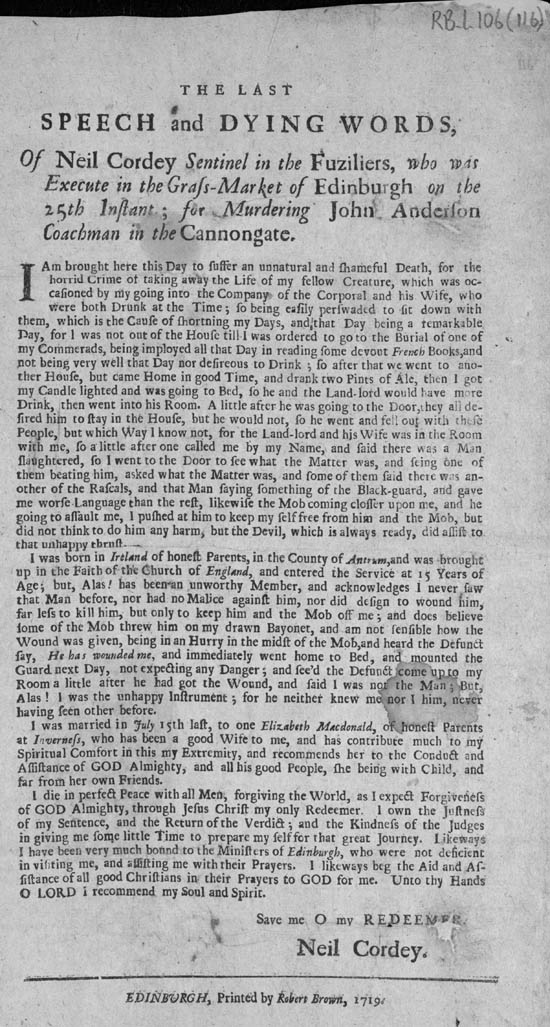 RB.l.106(116)
THE LAST
SPEECH and DYING WORDS,
Of Neil Cordey Sentinel in the Fuziliers, who was
Execute in the Graſs-Market of Edinburgh on the
25th Inſtant; for Murdering John Anderſon
Coachman in the Cannongate.
I Am brought here this Day to ſuffer an unnatural and ſhameful Death, for the
horrid Crime of taking away the Life of my fellow Creature, which was oc-
caſioned by my going into the Company of the Corporal and his Wife, who
were both Drunk at the Time; ſo being eaſily perſwaded to ſit down with
them, which is the Cauſe of ſhortning my Days, and that Day being a remarkable
Day, for I was not out of the Houſe till I was ordered to go to the Burial of one of
my Commerads, being imployed all that Day in reading ſome devout French Books, and
not being very well that Day nor deſireous to Drink; ſo after that we went to ano-
ther Houſe, but came Home in good Time, and drank two Pints of Ale, then I got
my Candle lighted and was going to Bed, ſo he and the Land-lord would have more
Drink, then went into his Room. A little after he was going to the Door, they all de-
ſired him to ſtay in the Houſe, but he would not, ſo he went and fell out with theſe
People, but which Way I know not, for the Land-lord and his Wife was in the Room
with me, ſo a little after one called me by my Name, and ſaid there was a Man
ſlaughtered, ſo I went to the Door to ſee what the Matter was, and ſeing one of
them beating him, asked what the Matter was, and ſome of them ſaid there was an-
other of the Raſcals, and that Man ſaying ſomething of the Black-guard, and gave
me worſe Language than the reſt, likewiſe the Mob coming cloſſer upon me, and he
going to aſſault me, I puſhed at him to keep my ſelf free from him and the Mob, but
did not think to do him any harm, but the Devil, which is always ready, did aſſiſt to
that unhappy thruſt.—
I was born in Ireland of honeſt Parents, in the County of Antrum, and was brought
up in the Faith of the Church of England, and entered the Service at 15 Years of
Age; but, Alas! has been an unworthy Member, and acknowledges I never ſaw
that Man before, nor had no Malice againſt him, nor did deſign to wound him,
far leſs to kill him, but only to keep him and the Mob off me; and does believe
ſome of the Mob threw him on my drawn Bayonet, and am not ſenſible how the
Wound was given, being in an Hurry in the midſt of the Mob, and heard the Defunct
ſay, He has wounded me, and immediately went home to Bed, and mounted the
Guard next Day, not expecting any Danger; and ſee'd the Defunct come up to my
Room a little after he had got the Wound, and ſaid I was not the Man; But,
Alas! I was the unhappy Inſtrument; for he neither knew me nor I him, never
having ſeen other before.
I was married in July 15th laſt, to one Elizabeth Macdonald, of honeſt Parents
at Inverneſs, who has been a good Wife to me, and has contribute much to my
Spiritual Comfort in this my Extremity, and recommends her to the Conduct and
Aſſiſtance of GOD Almighty, and all his good People, ſhe being with Child, and
far from her own Friends.
I die in perfect Peace with all Men, forgiving the World, as I expect Forgiveneſs
of GOD Almighty, through Jeſus Chriſt my only Redeemer. I own the Juſtneſs
of my Sentence, and the Return of the Verdict; and the Kindneſs of the Judges
in giving me ſome little Time to prepare my ſelf for that great Journey. Likeways
I have been very much bound to the Miniſters of Edinburgh, who were not deficient
in viſiting me, and aſſiſting me with their Prayers. I likeways beg the Aid and Aſ-
ſiſtance of all good Chriſtians in their Prayers to GOD for me. Unto thy Hands
O LORD I recommend my Soul and Spirit.
Save me O my REDEEMER.
Neil Cordey.
EDINBURGH, Printed by Robert Brown, 1719.